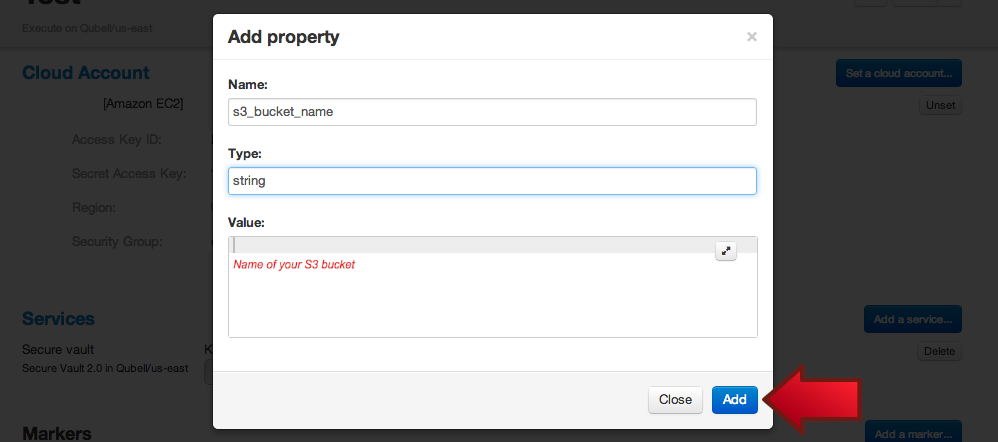 Test
Execute on Qubell/us-east
Add property
×
Name:
s3_bucket_name
Type:
string
Value:
Name of your S3 bucket
Close
Add
Cloud Account
Set a cloud account...
[Amazon EC2]
Unset
Access Key ID:
Secret Access Key:
Region:
Security Group:
Services
Add a service...
Secure vault
K
Delete
Secure Vault 2.0 in Qubell/us-east
Markers
Add a marker...